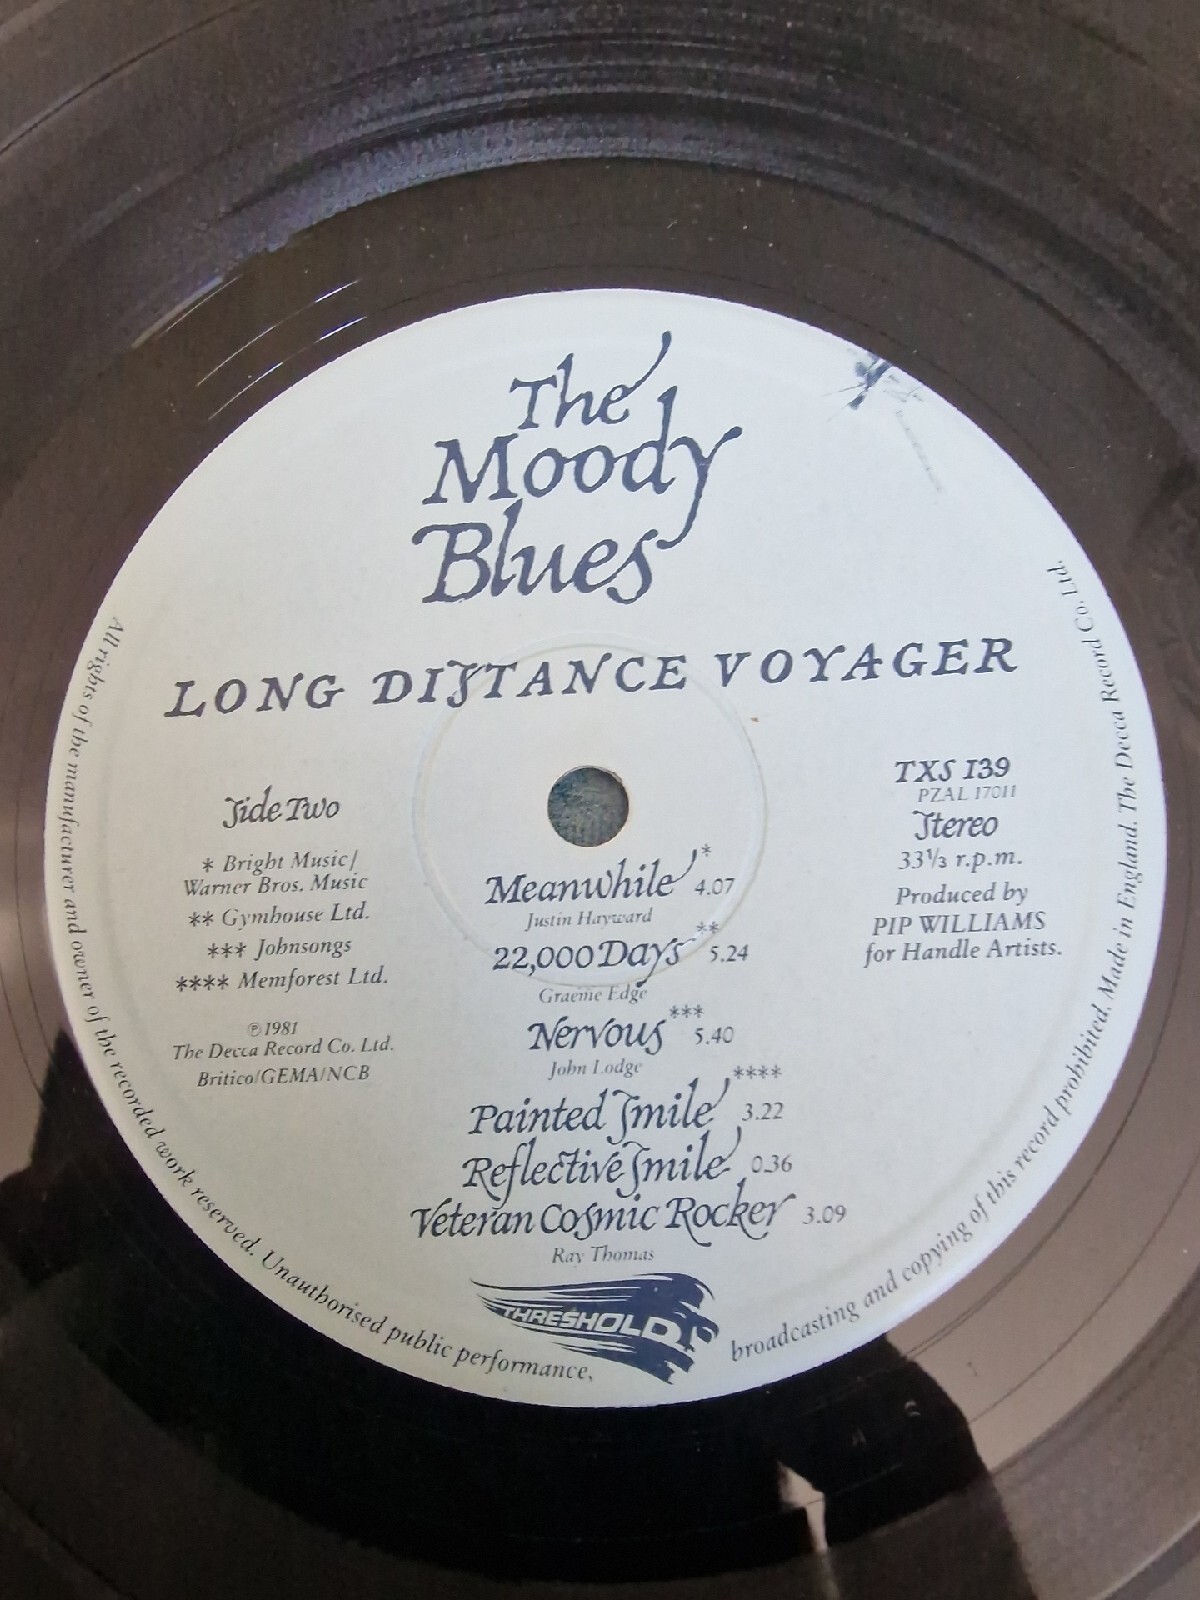 The
Moody
Blues
LONG DISTANCE VOYAGER
Side Two
* Bright Music/
Warner Bros. Music
** Gymhouse Ltd.
*** Johnsongs
**** Memforest Ltd.
℗1981
The Decca Record Co. Ltd.
Britico/GEMA/NCB
Meanwhile * 4.07
Justin Hayward
22,000 Days ** 5.24
Graeme Edge
Nervous *** 5.40
John Lodge
Painted Smile **** 3.22
Reflective Smile 0.36
Veteran Cosmic Rocker 3.09
Ray Thomas
TXS 139
PZAL 17011
Stereo
33⅓ r.p.m.
Produced by
PIP WILLIAMS
for Handle Artists.
THRESHOLD
All rights of the manufacturer and owner of the recorded work reserved. Unauthorised public performance, broadcasting and copying of this record prohibited. Made in England. The Decca Record Co. Ltd.